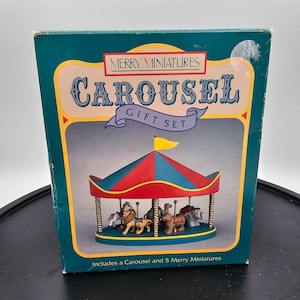 MERRY MINIATURES
CAROUSEL
GIFT SET
Includes a Carousel and 5 Merry Miniatures